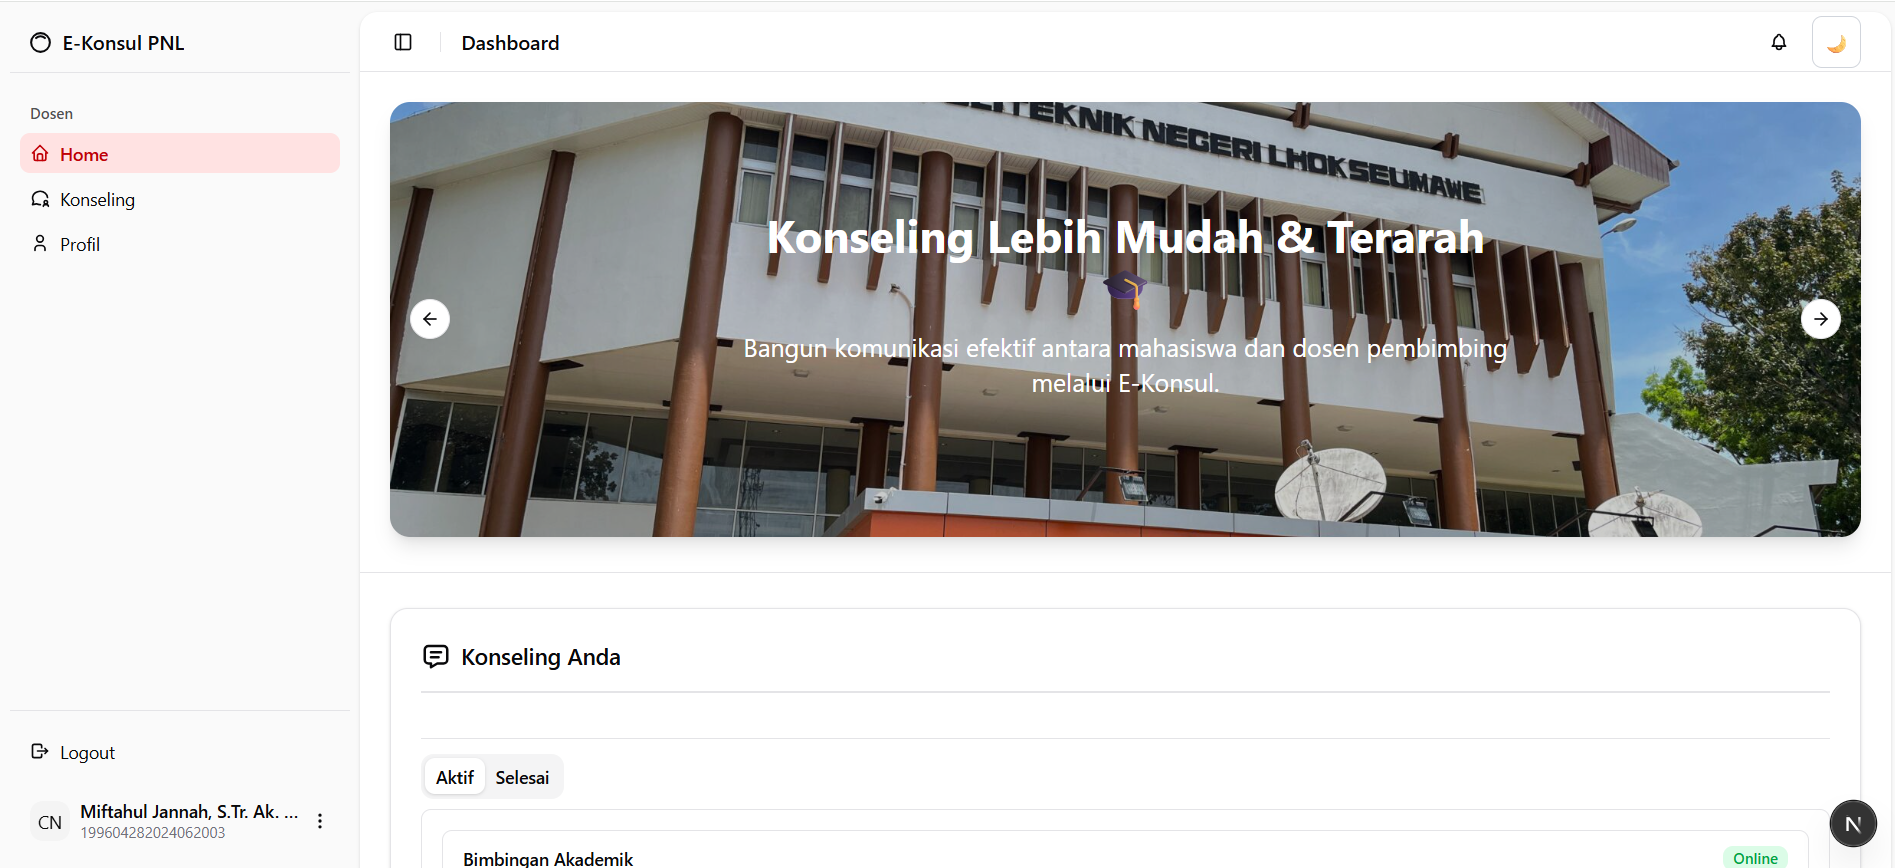 E-Konsul PNL
Dosen
Home
Konseling
Profil
Logout
CN
Miftahul Jannah, S.Tr. Ak. ...
199604282024062003
Dashboard
TEKNIK NEGERI LHOKSEUMAWE
Konseling Lebih Mudah & Terarah
🎓
Bangun komunikasi efektif antara mahasiswa dan dosen pembimbing
melalui E-Konsul.
Konseling Anda
Aktif Selesai
Bimbingan Akademik
Online
N